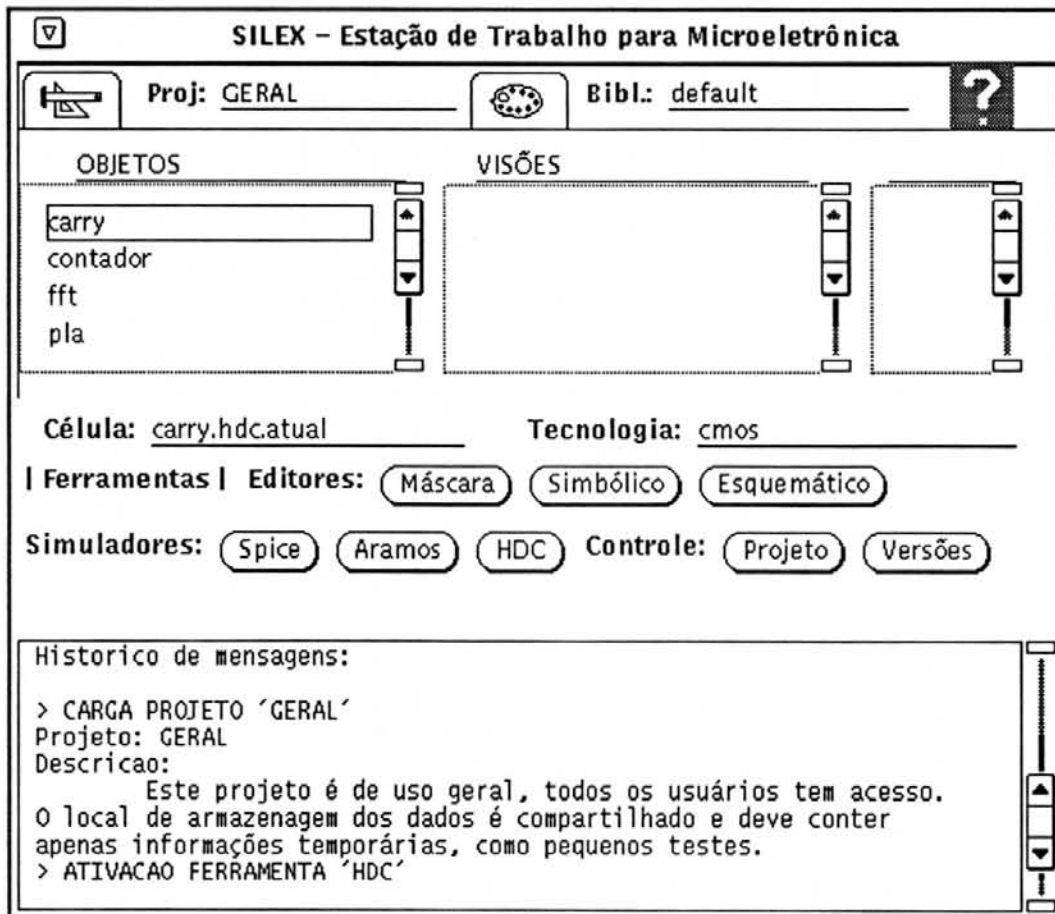 SILEX – Estação de Trabalho para Microeletrônica
Proj: GERAL Bibl.: default ?
OBJETOS VISÕES
carry
contador
fft
pla
Célula: carry.hdc.atual Tecnologia: cmos
| Ferramentas | Editores: Máscara Simbólico Esquemático
Simuladores: Spice Aramos HDC Controle: Projeto Versões
Historico de mensagens:
> CARGA PROJETO ´GERAL´
Projeto: GERAL
Descricao:
Este projeto é de uso geral, todos os usuários tem acesso.
O local de armazenagem dos dados é compartilhado e deve conter
apenas informações temporárias, como pequenos testes.
> ATIVACAO FERRAMENTA ´HDC´